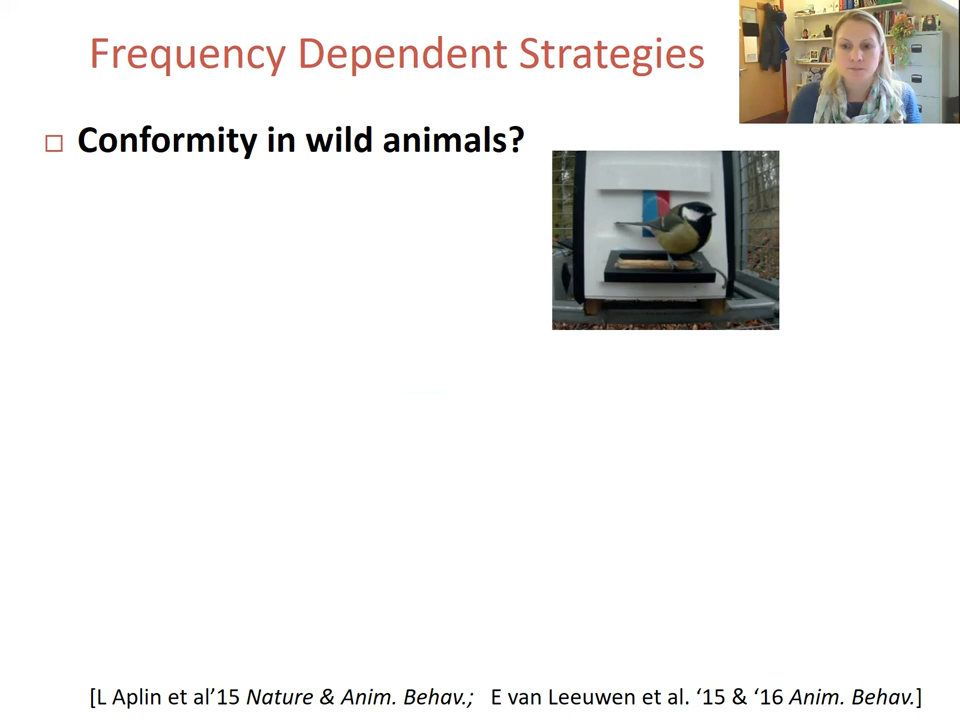 Frequency Dependent Strategies
Conformity in wild animals?
[L Aplin et al’15 Nature & Anim. Behav.; E van Leeuwen et al. ‘15 & ‘16 Anim. Behav.]